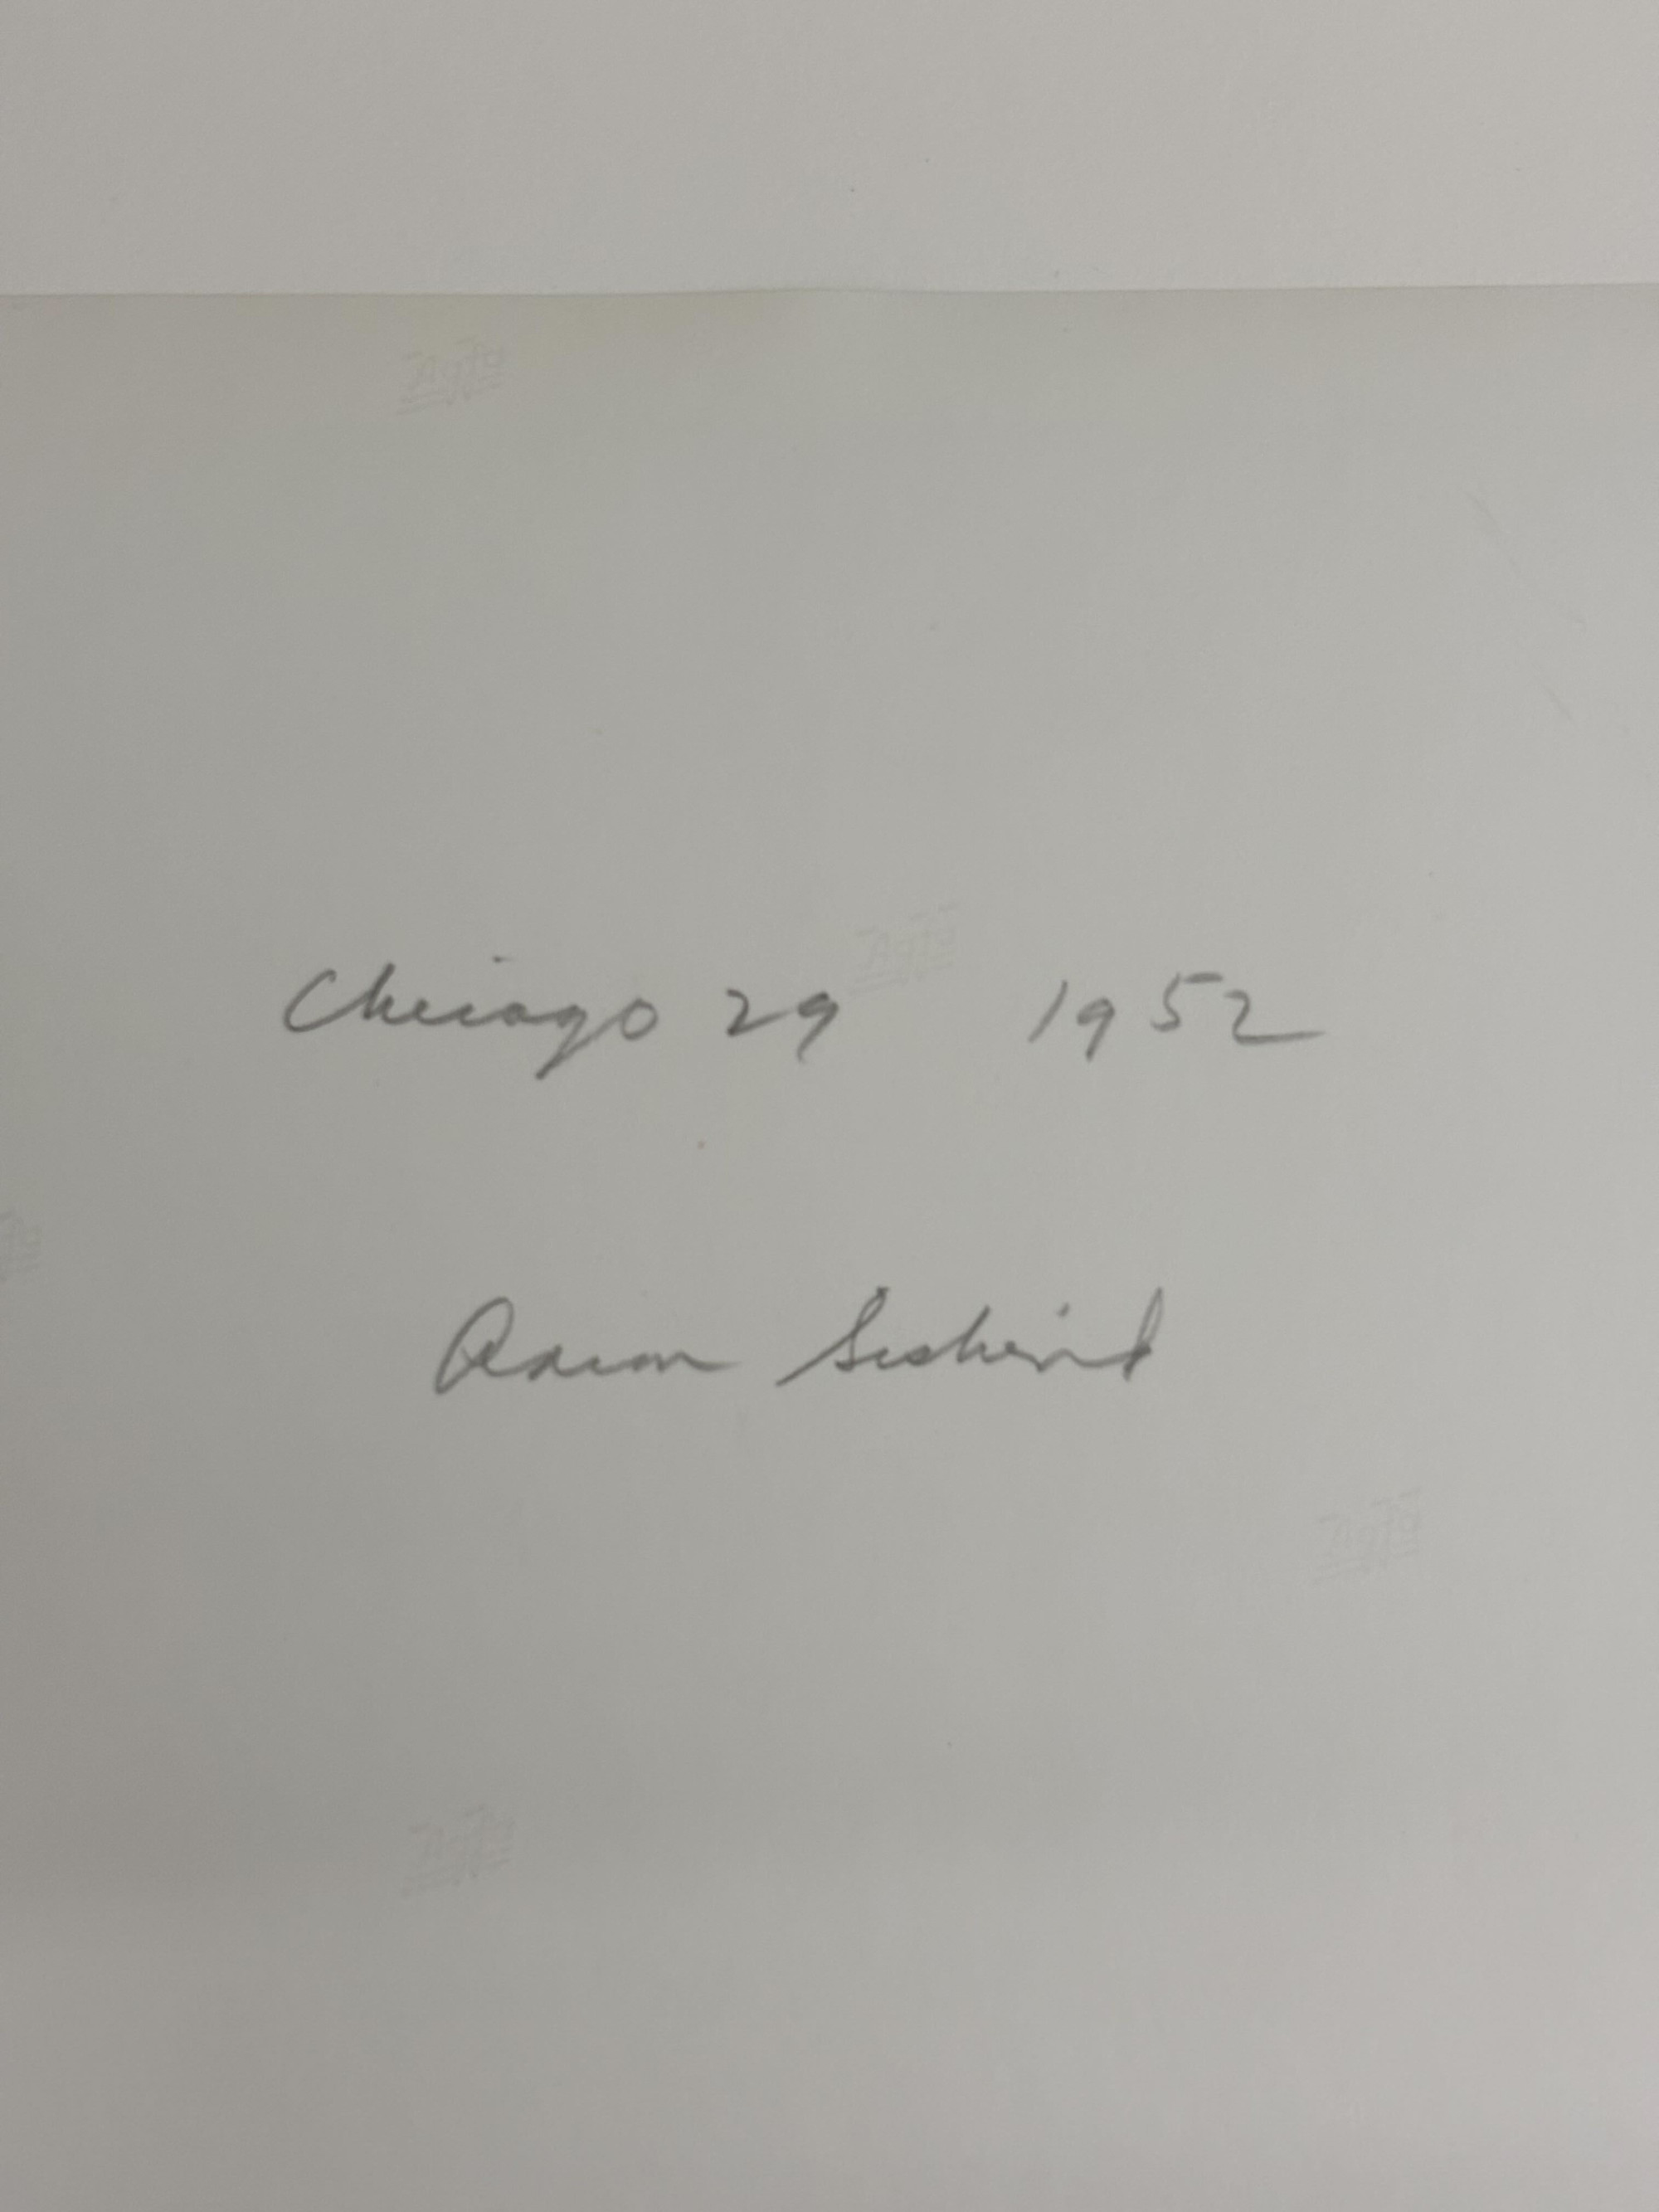 Chicago 29 1952
Aaron Siskind